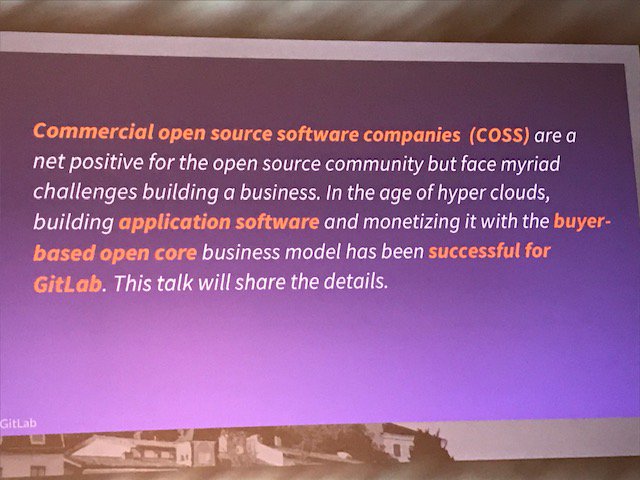 Commercial open source software companies (COSS) are a
net positive for the open source community but face myriad
challenges building a business. In the age of hyper clouds,
building application software and monetizing it with the buyer-
based open core business model has been successful for
GitLab. This talk will share the details.
GitLab